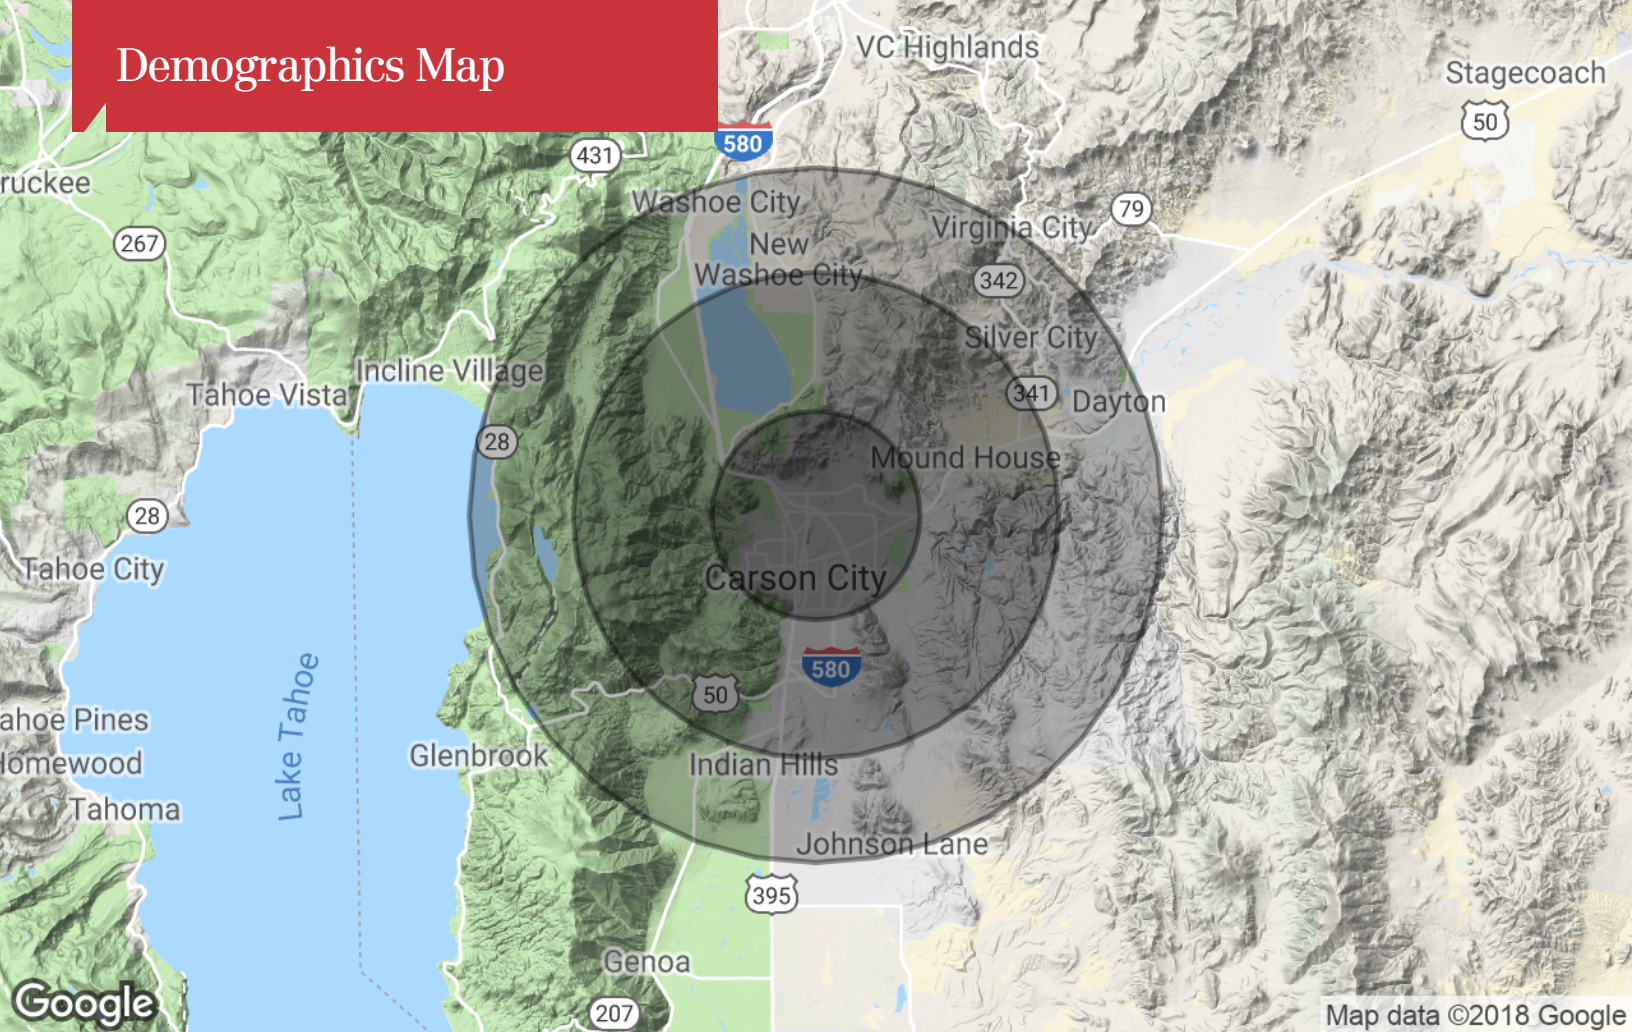 Demographics Map
VC Highlands
Stagecoach
50
580
431
ruckee
Washoe City
79
Virginia City
267
New
Washoe City
342
Silver City
Incline Village
Tahoe Vista
341
Dayton
28
Mound House
28
Tahoe City
Carson City
Lake Tahoe
580
50
ahoe Pines
Homewood
Glenbrook
Indian Hills
Tahoma
Johnson Lane
395
Genoa
Google
207
Map data ©2018 Google